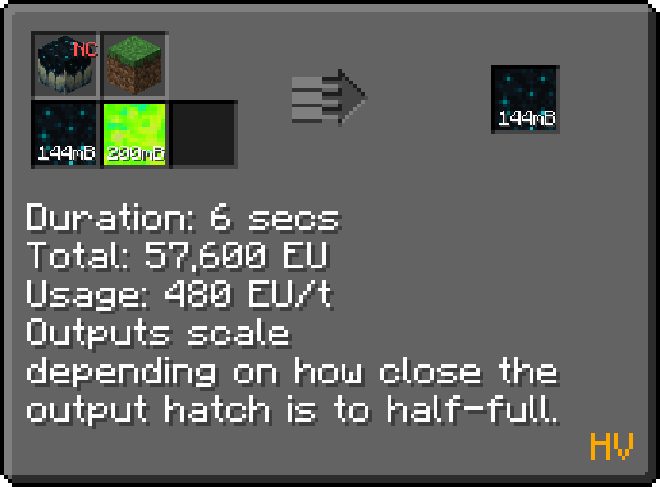 NC
144mB 200mB
144mB
Duration: 6 secs
Total: 57,600 EU
Usage: 480 EU/t
Outputs scale
depending on how close the
output hatch is to half-full.
HV